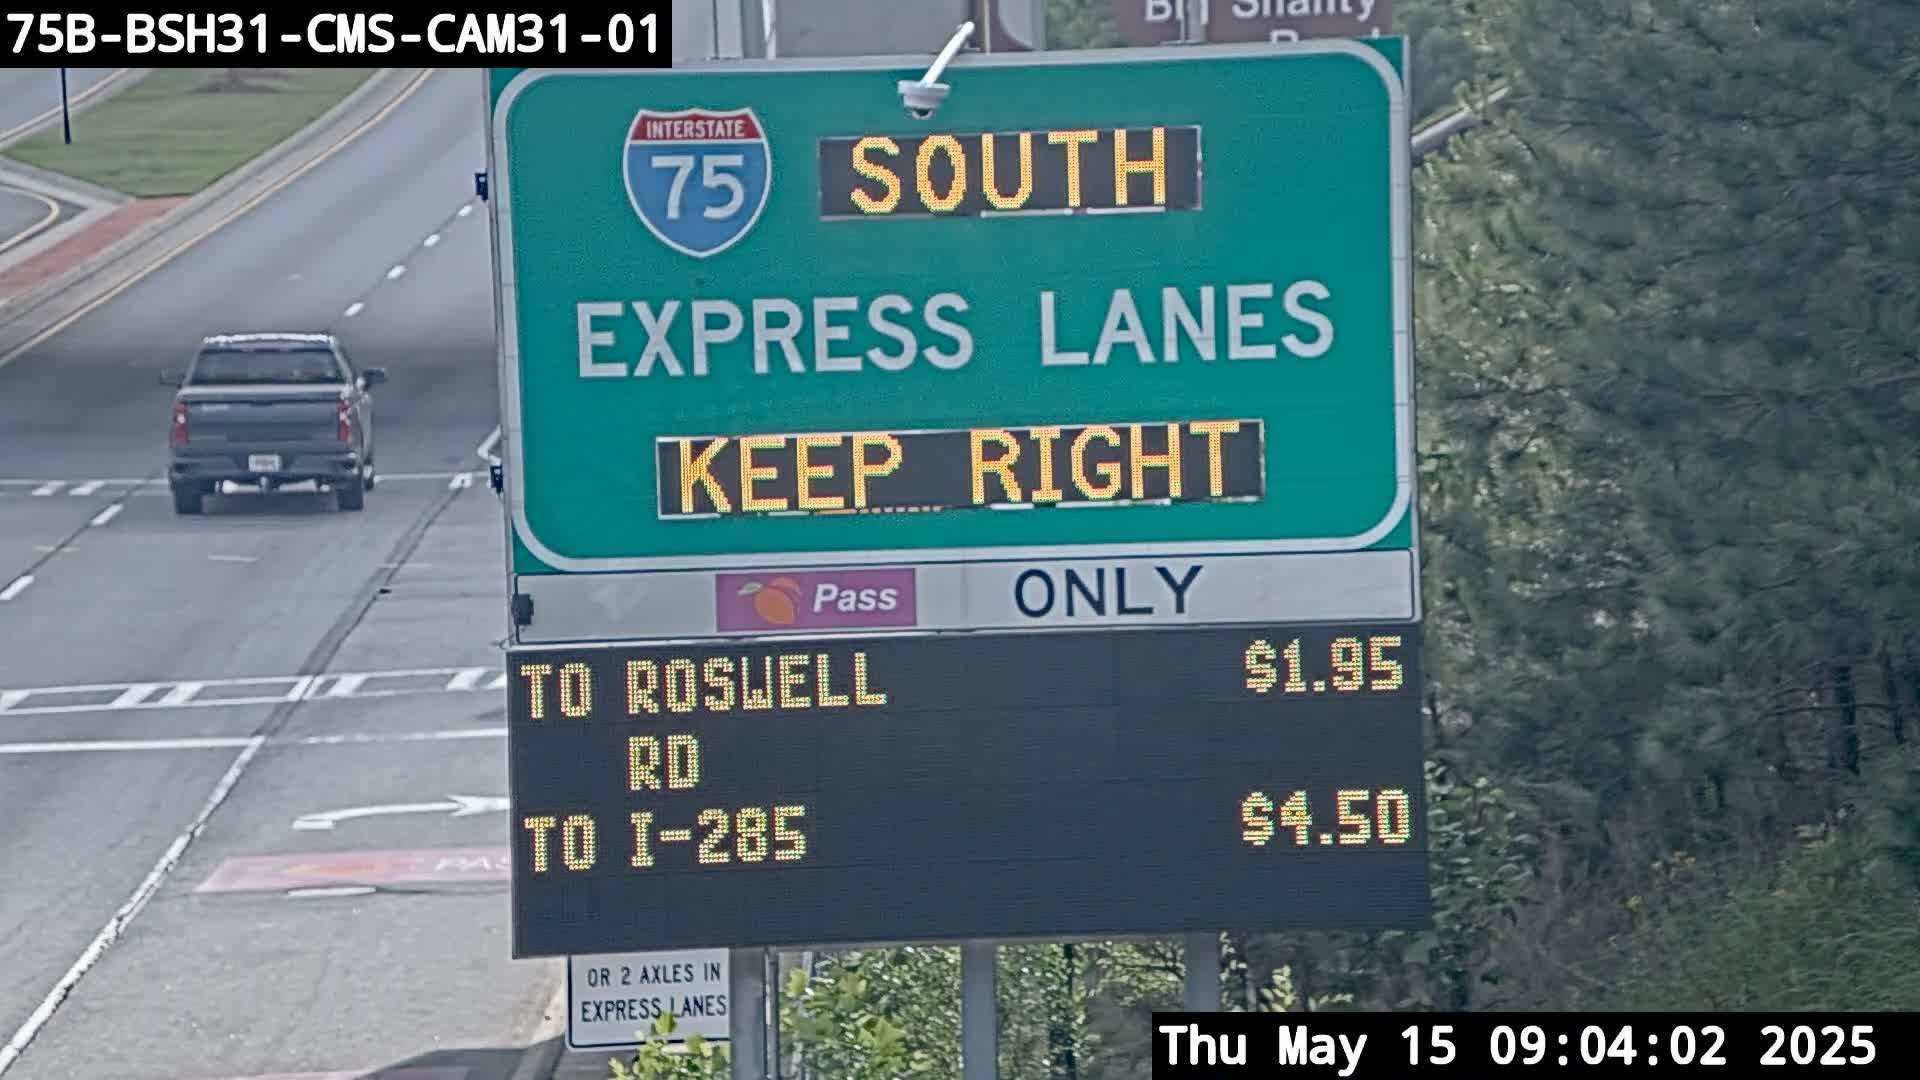 75B-BSH31-CMS-CAM31-01
Shanty
INTERSTATE
75
SOUTH
EXPRESS LANES
KEEP RIGHT
Pass
ONLY
TO ROSWELL $1.95
RD
TO I-285 $4.50
OR 2 AXLES IN
EXPRESS LANES
Thu May 15 09:04:02 2025